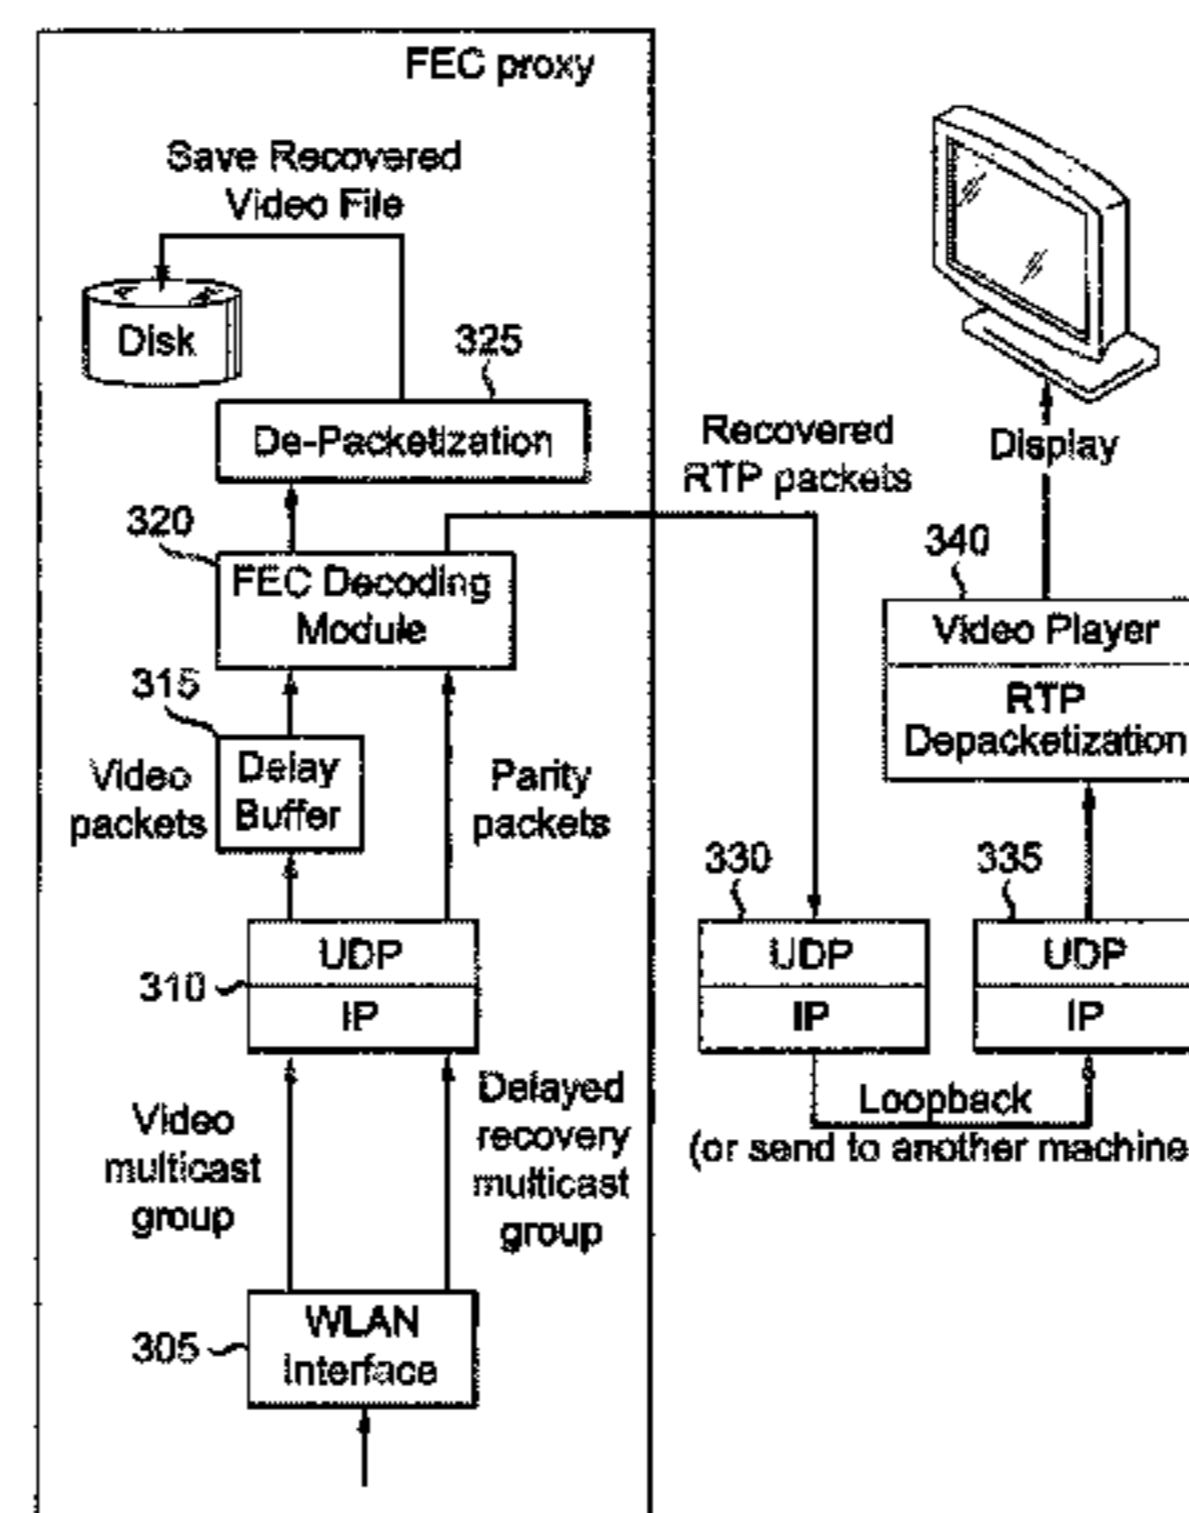 FEC proxy
Save Recovered
Video File
Disk
325
De-Packetization
Recovered
RTP packets
Display
320
FEC Decoding
Module
340
Video Player
RTP
Depacketization
315
Video
packets
Delay
Buffer
Parity
packets
330
335
310
UDP
IP
UDP
IP
UDP
IP
Loopback
(or send to another machine
Video
multicast
group
Delayed
recovery
multicast
group
305
WLAN
Interface